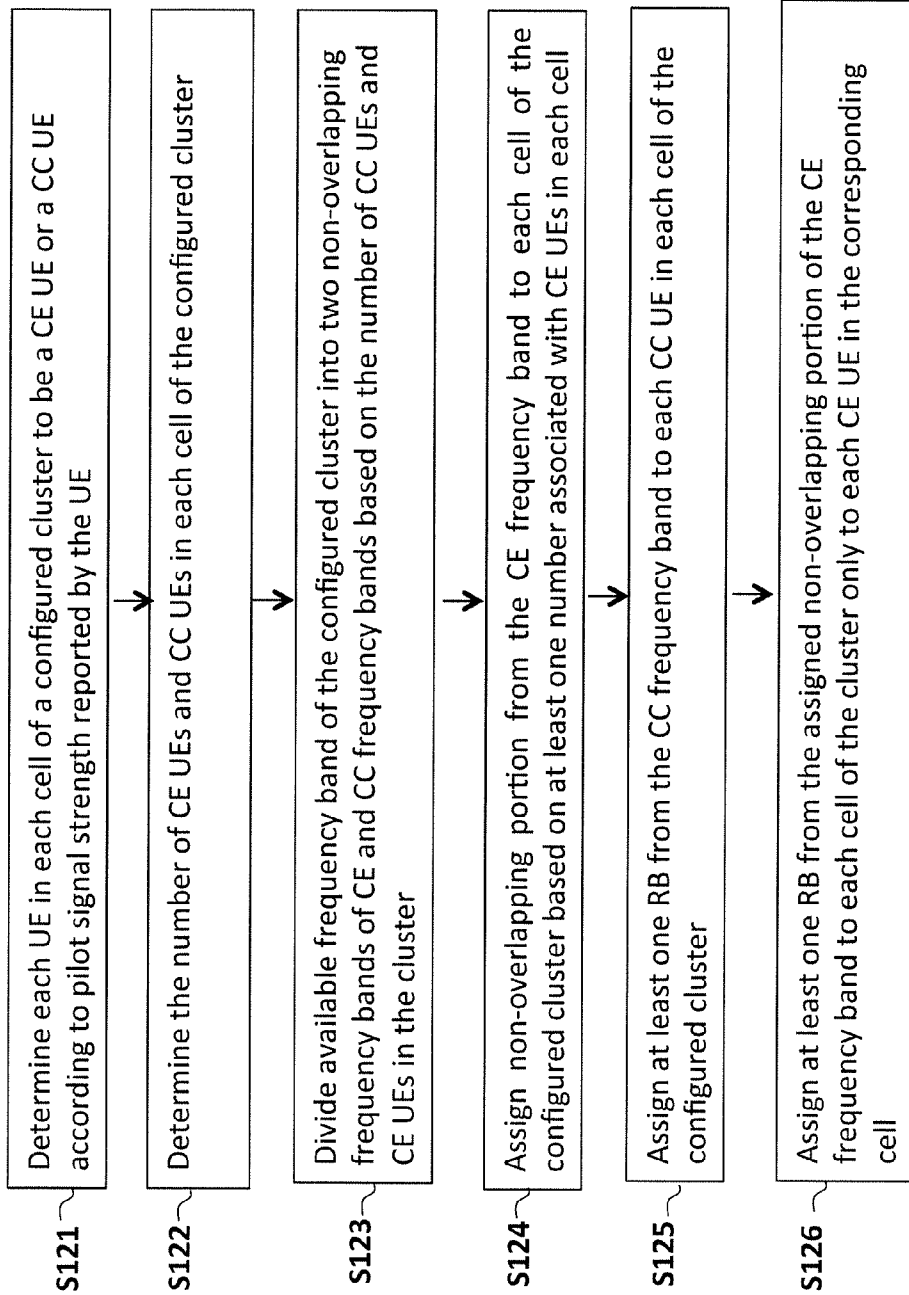 S121
Determine each UE in each cell of a configured cluster to be a CE UE or a CC UE
according to pilot signal strength reported by the UE
S122
Determine the number of CE UEs and CC UEs in each cell of the configured cluster
S123
Divide available frequency band of the configured cluster into two non-overlapping
frequency bands of CE and CC frequency bands based on the number of CC UEs and
CE UEs in the cluster
S124
Assign non-overlapping portion from the CE frequency band to each cell of the
configured cluster based on at least one number associated with CE UEs in each cell
S125
Assign at least one RB from the CC frequency band to each CC UE in each cell of the
configured cluster
S126
Assign at least one RB from the assigned non-overlapping portion of the CE
frequency band to each cell of the cluster only to each CE UE in the corresponding
cell